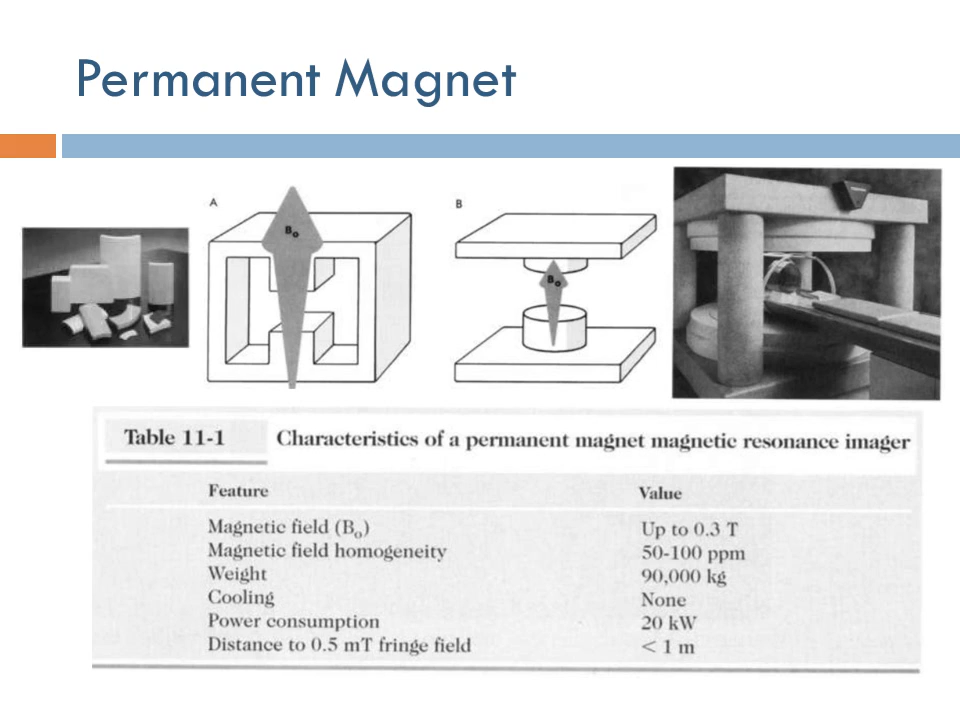 Permanent Magnet
A
B₀
B
B₀
Table 11-1 Characteristics of a permanent magnet magnetic resonance imager
Feature Value
Magnetic field (B₀) Up to 0.3 T
Magnetic field homogeneity 50-100 ppm
Weight 90,000 kg
Cooling None
Power consumption 20 kW
Distance to 0.5 mT fringe field < 1 m